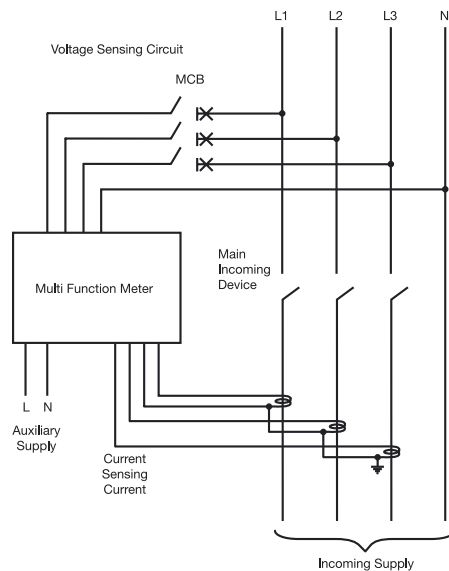 L1 L2 L3 N
Voltage Sensing Circuit
MCB
Main
Incoming
Device
Multi Function Meter
L N
Auxiliary
Supply
Current
Sensing
Current
Incoming Supply